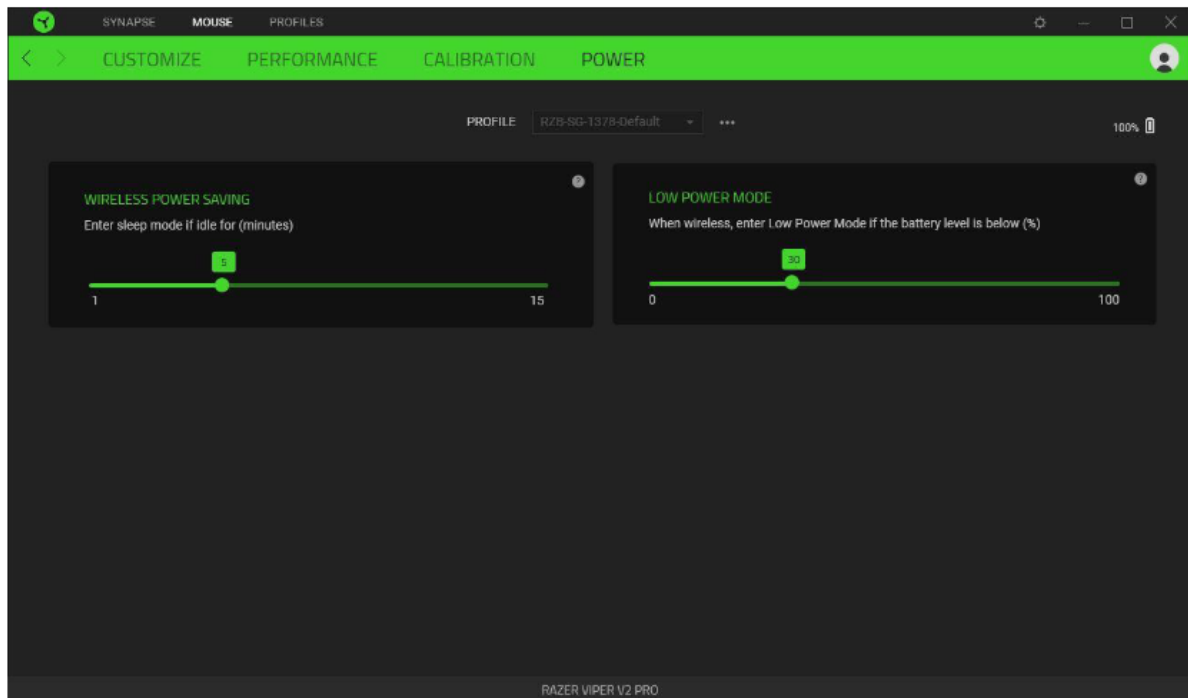 SYNAPSE MOUSE PROFILES
CUSTOMIZE PERFORMANCE CALIBRATION POWER
PROFILE RZB-SG-1378-Default
100%
WIRELESS POWER SAVING
Enter sleep mode if idle for (minutes)
5
1 15
LOW POWER MODE
When wireless, enter Low Power Mode if the battery level is below (%)
30
0 100
RAZER VIPER V2 PRO